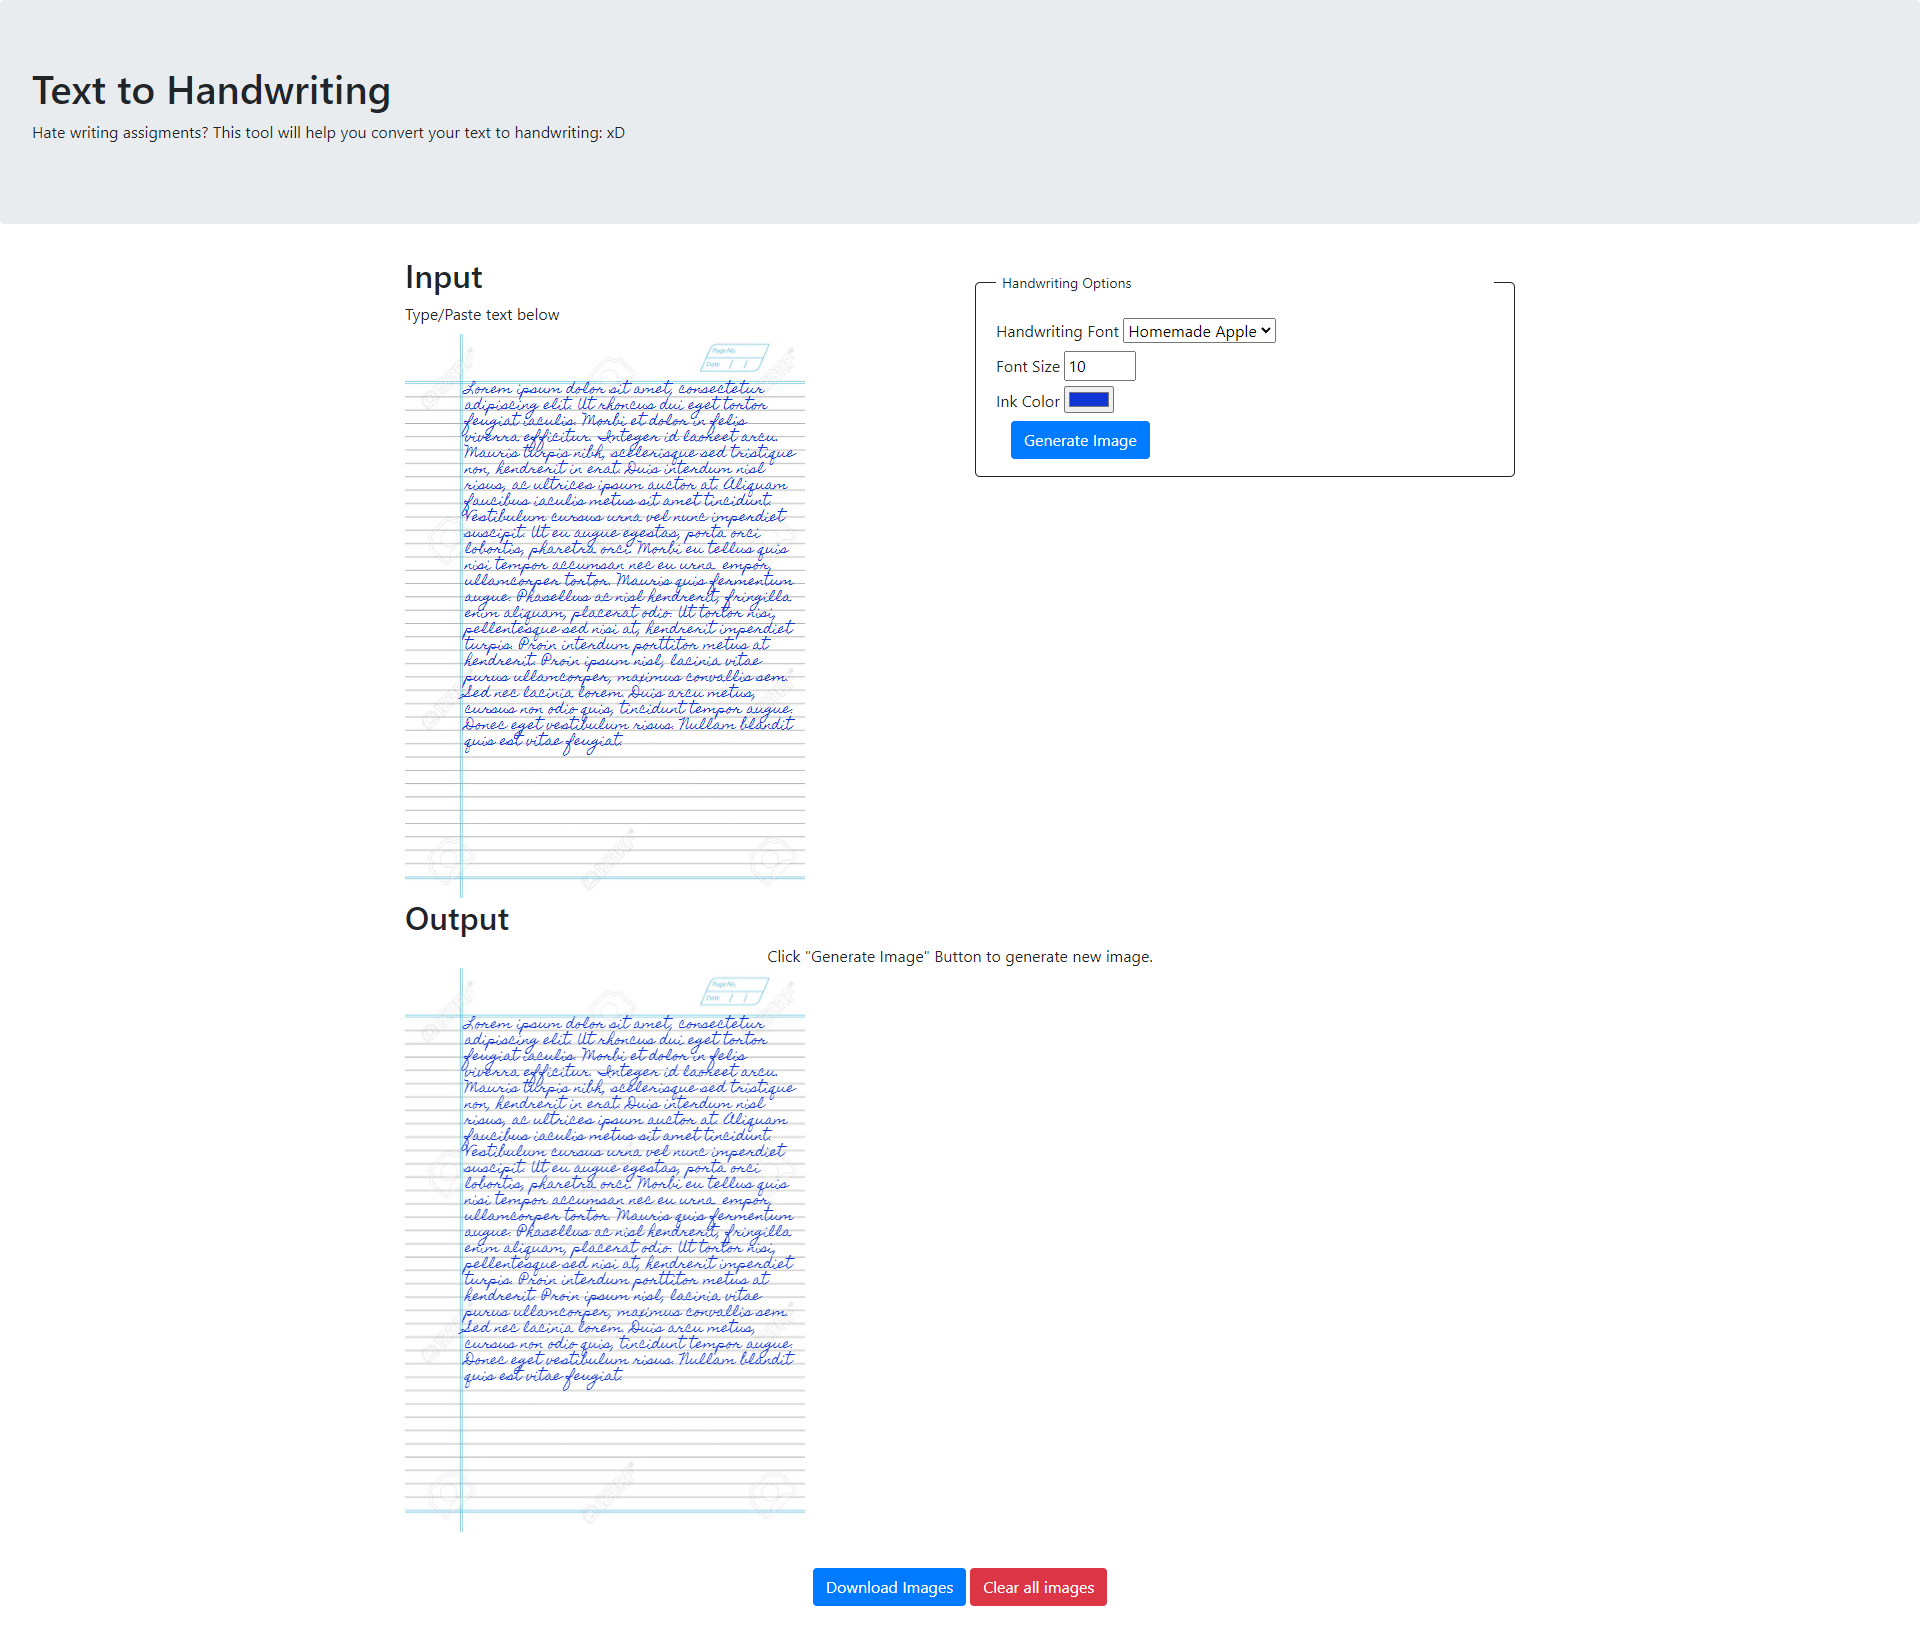 Text to Handwriting
Hate writing assigments? This tool will help you convert your text to handwriting: xD
Input
Type/Paste text below
Page No.
Date / /
Lorem ipsum dolor sit amet, consectetur
adipiscing elit. Ut rhoncus dui eget tortor
feugiat iaculis. Morbi et dolor in felis
viverra efficitur. Integer id laoreet arcu.
Mauris turpis nibh, scelerisque sed tristique
non, hendrerit in erat. Duis interdum nisl
risus, ac ultrices ipsum auctor at. Aliquam
faucibus iaculis metus sit amet tincidunt.
Vestibulum cursus urna vel nunc imperdiet
suscipit. Ut eu augue egestas, porta orci
lobortis, pharetra orci. Morbi eu tellus quis
nisi tempor accumsan nec eu urna. empor,
ullamcorper tortor. Mauris quis fermentum
augue. Phasellus ac nisl hendrerit, fringilla
enim aliquam, placerat odio. Ut tortor nisi,
pellentesque sed nisi at, hendrerit imperdiet
turpis. Proin interdum porttitor metus at
hendrerit. Proin ipsum nisl, lacinia vitae
purus ullamcorper, maximus convallis sem.
Sed nec lacinia lorem. Duis arcu metus,
cursus non odio quis, tincidunt tempor augue.
Donec eget vestibulum risus. Nullam blandit
quis est vitae feugiat.
Handwriting Options
Handwriting Font Homemade Apple
Font Size 10
Ink Color
Generate Image
Output
Click "Generate Image" Button to generate new image.
Page No.
Date / /
Lorem ipsum dolor sit amet, consectetur
adipiscing elit. Ut rhoncus dui eget tortor
feugiat iaculis. Morbi et dolor in felis
viverra efficitur. Integer id laoreet arcu.
Mauris turpis nibh, scelerisque sed tristique
non, hendrerit in erat. Duis interdum nisl
risus, ac ultrices ipsum auctor at. Aliquam
faucibus iaculis metus sit amet tincidunt.
Vestibulum cursus urna vel nunc imperdiet
suscipit. Ut eu augue egestas, porta orci
lobortis, pharetra orci. Morbi eu tellus quis
nisi tempor accumsan nec eu urna. empor,
ullamcorper tortor. Mauris quis fermentum
augue. Phasellus ac nisl hendrerit, fringilla
enim aliquam, placerat odio. Ut tortor nisi,
pellentesque sed nisi at, hendrerit imperdiet
turpis. Proin interdum porttitor metus at
hendrerit. Proin ipsum nisl, lacinia vitae
purus ullamcorper, maximus convallis sem.
Sed nec lacinia lorem. Duis arcu metus,
cursus non odio quis, tincidunt tempor augue.
Donec eget vestibulum risus. Nullam blandit
quis est vitae feugiat.
Download Images
Clear all images